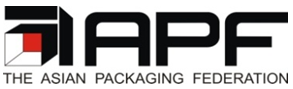 APF
THE ASIAN PACKAGING FEDERATION